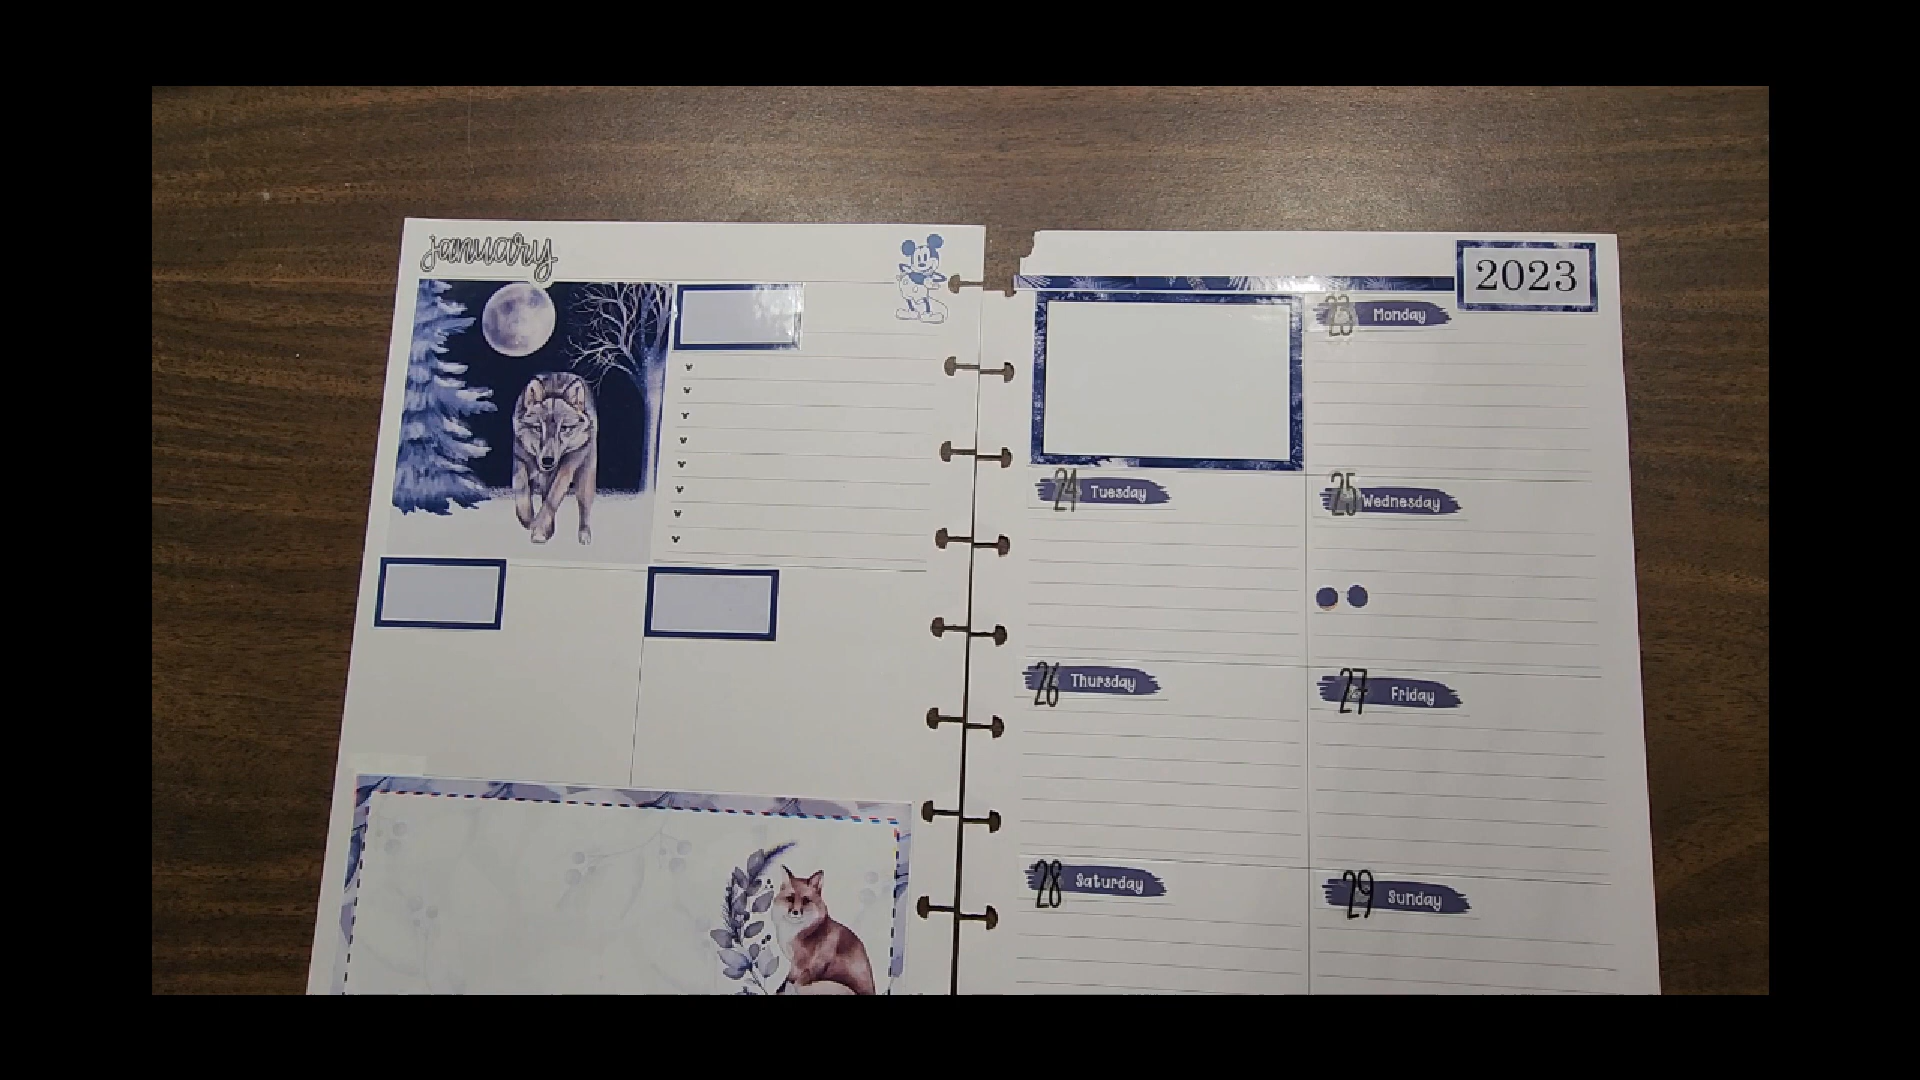 january
2023
23 Monday
24 Tuesday
25 Wednesday
26 Thursday
27 Friday
28 Saturday
29 Sunday